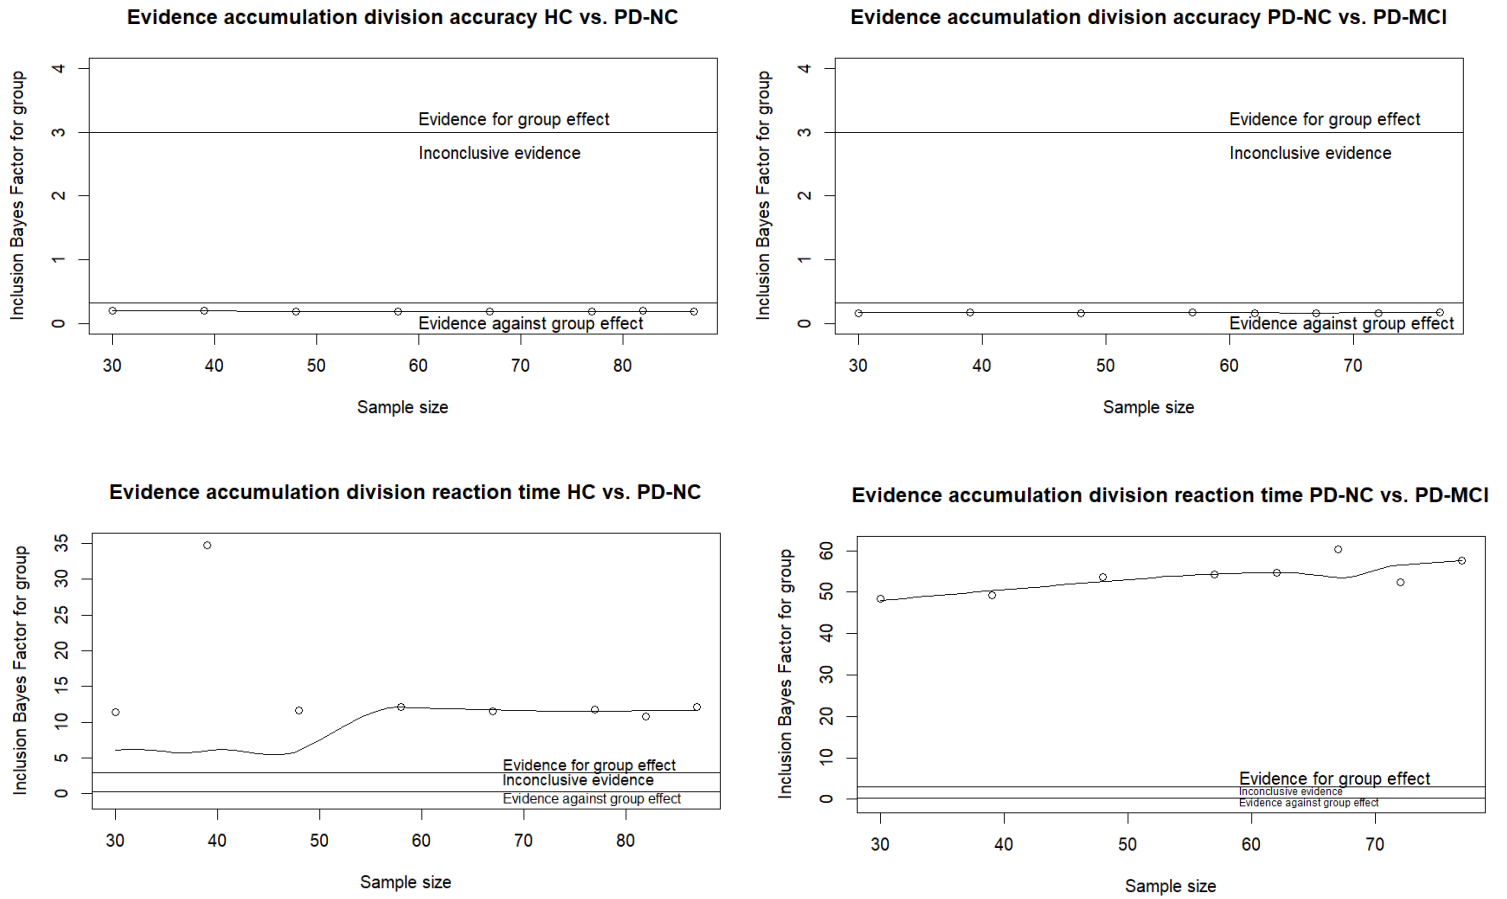 Evidence accumulation division accuracy HC vs. PD-NC
Inclusion Bayes Factor for group
4
3
2
1
0
Evidence for group effect
Inconclusive evidence
Evidence against group effect
30 40 50 60 70 80
Sample size
Evidence accumulation division accuracy PD-NC vs. PD-MCI
Inclusion Bayes Factor for group
4
3
2
1
0
Evidence for group effect
Inconclusive evidence
Evidence against group effect
30 40 50 60 70
Sample size
Evidence accumulation division reaction time HC vs. PD-NC
Inclusion Bayes Factor for group
35
30
25
20
15
10
5
0
Evidence for group effect
Inconclusive evidence
Evidence against group effect
30 40 50 60 70 80
Sample size
Evidence accumulation division reaction time PD-NC vs. PD-MCI
Inclusion Bayes Factor for group
60
50
40
30
20
10
0
Evidence for group effect
Inconclusive evidence
Evidence against group effect
30 40 50 60 70
Sample size